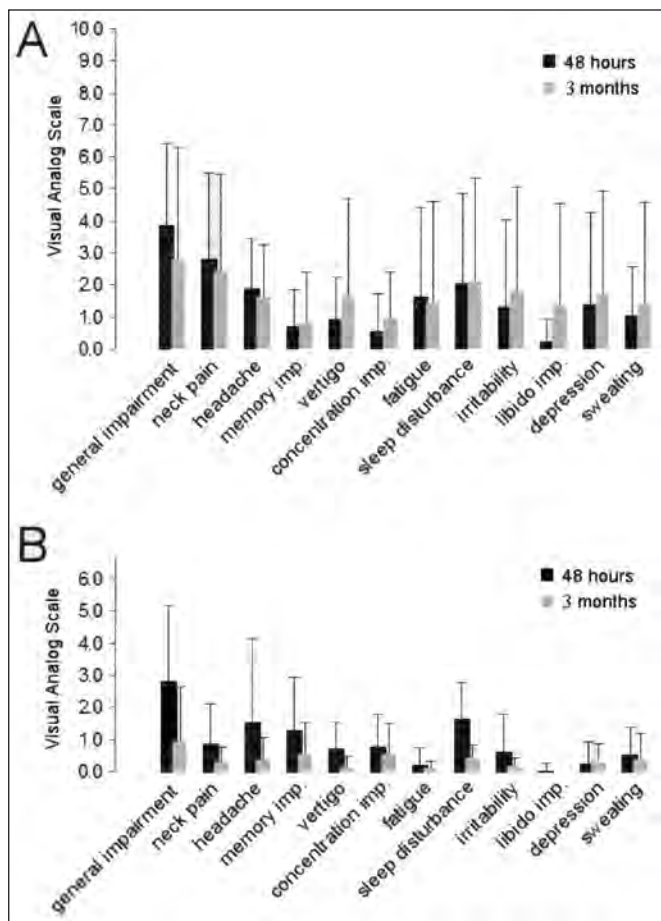 A
10.0
9.0
8.0
7.0
6.0
5.0
4.0
3.0
2.0
1.0
0.0
Visual Analog Scale
48 hours
3 months
general impairment
neck pain
headache
memory imp.
vertigo
concentration imp.
fatigue
sleep disturbance
irritability
libido imp.
depression
sweating
B
6.0
5.0
4.0
3.0
2.0
1.0
0.0
Visual Analog Scale
48 hours
3 months
general impairment
neck pain
headache
memory imp.
vertigo
concentration imp.
fatigue
sleep disturbance
irritability
libido imp.
depression
sweating